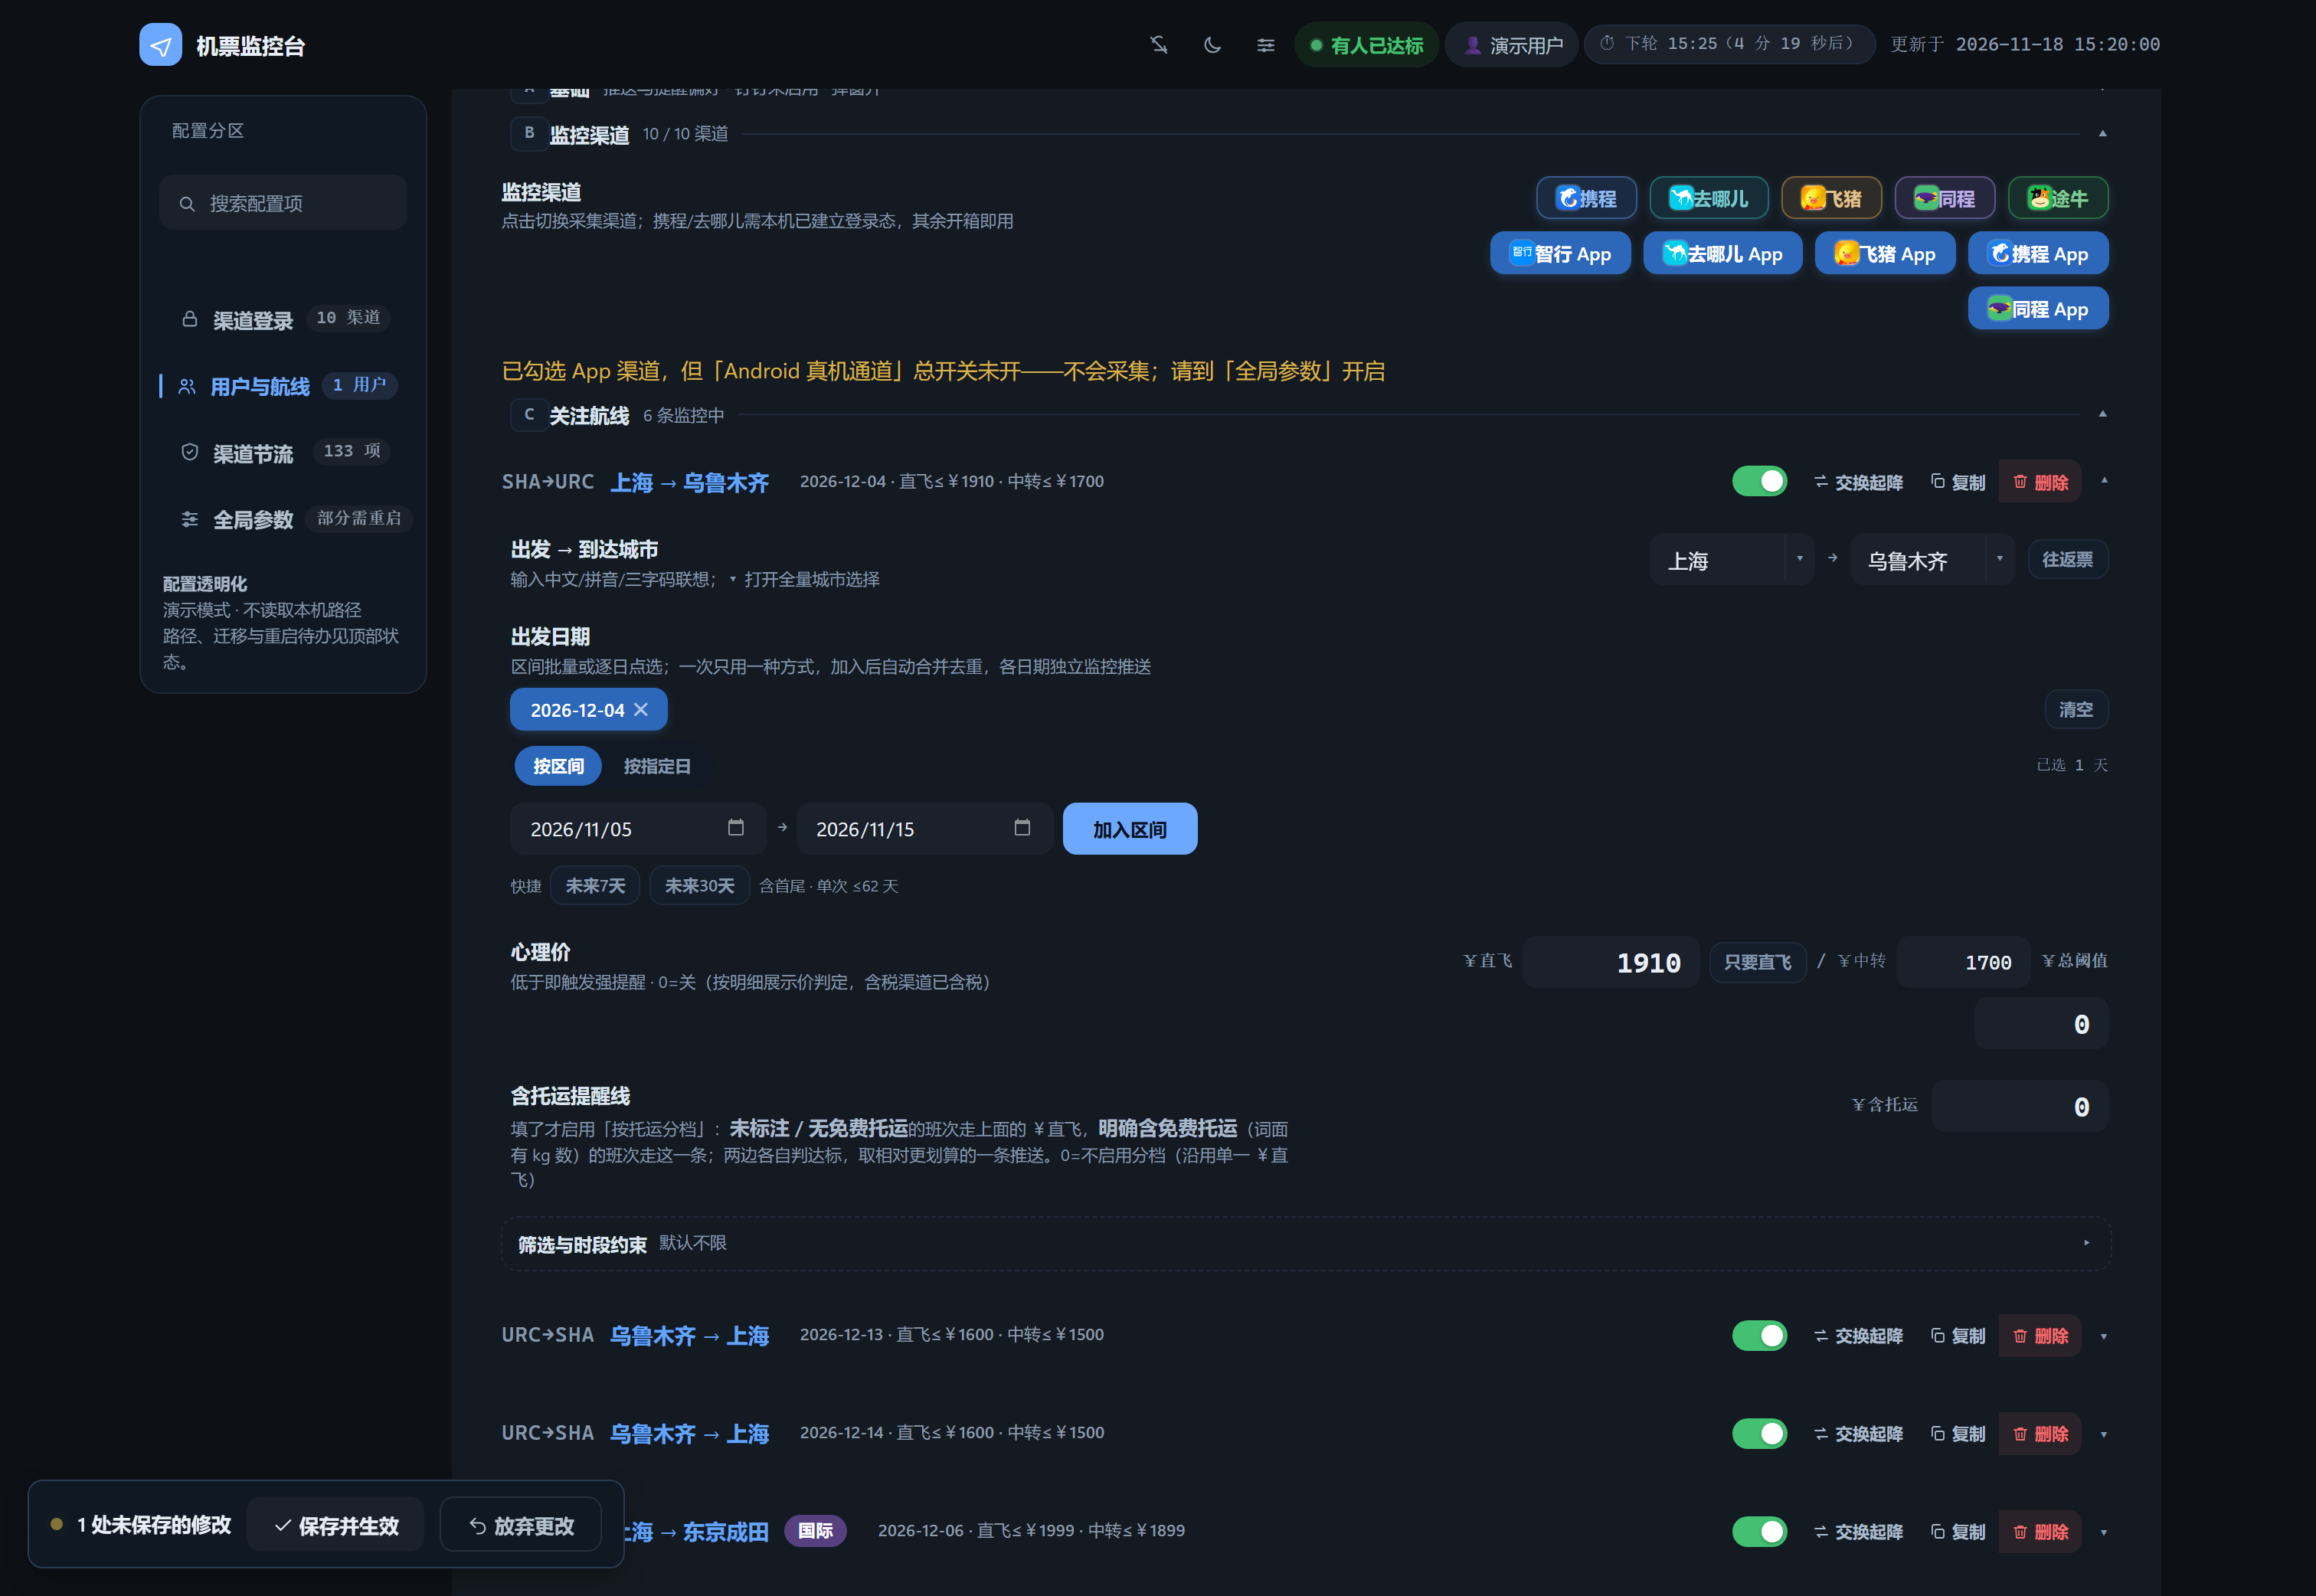 机票监控台
有人已达标
演示用户
下轮 15:25（4 分 19 秒后）
更新于 2026-11-18 15:20:00
配置分区
搜索配置项
渠道登录 10 渠道
用户与航线 1 用户
渠道节流 133 项
全局参数 部分需重启
配置透明化
演示模式 · 不读取本机路径
路径、迁移与重启待办见顶部状
态。
A 基础 推送与提醒偏好 · 钉钉未启用 · 弹窗开
B 监控渠道 10 / 10 渠道
监控渠道
点击切换采集渠道；携程/去哪儿需本机已建立登录态，其余开箱即用
携程 去哪儿 飞猪 同程 途牛
智行 智行 App 去哪儿 App 飞猪 App 携程 App
同程 App
已勾选 App 渠道，但「Android 真机通道」总开关未开——不会采集；请到「全局参数」开启
C 关注航线 6 条监控中
SHA→URC 上海 → 乌鲁木齐 2026-12-04 · 直飞≤¥1910 · 中转≤¥1700 交换起降 复制 删除
出发 → 到达城市
输入中文/拼音/三字码联想； ▾ 打开全量城市选择
上海 → 乌鲁木齐 往返票
出发日期
区间批量或逐日点选；一次只用一种方式，加入后自动合并去重，各日期独立监控推送
2026-12-04 ✕ 清空
按区间 按指定日 已选 1 天
2026/11/05 → 2026/11/15 加入区间
快捷 未来7天 未来30天 含首尾 · 单次 ≤62 天
心理价
低于即触发强提醒 · 0=关（按明细展示价判定，含税渠道已含税）
¥直飞 1910 只要直飞 / ¥中转 1700 ¥总阈值
0
含托运提醒线
填了才启用「按托运分档」：未标注 / 无免费托运的班次走上面的 ¥直飞，明确含免费托运（词面
有 kg 数）的班次走这一条；两边各自判达标，取相对更划算的一条推送。0=不启用分档（沿用单一 ¥直
飞）
¥含托运 0
筛选与时段约束 默认不限
URC→SHA 乌鲁木齐 → 上海 2026-12-13 · 直飞≤¥1600 · 中转≤¥1500 交换起降 复制 删除
URC→SHA 乌鲁木齐 → 上海 2026-12-14 · 直飞≤¥1600 · 中转≤¥1500 交换起降 复制 删除
上海 → 东京成田 国际 2026-12-06 · 直飞≤¥1999 · 中转≤¥1899 交换起降 复制 删除
1 处未保存的修改 保存并生效 放弃更改